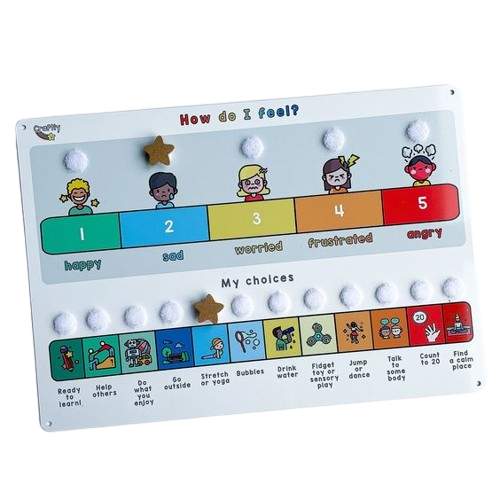 Craftly
How do I feel?
1 2 3 4 5
happy sad worried frustrated angry
My choices
20
Ready
to
learn!
Help
others
Do
what
you
enjoy
Go
outside
Stretch
or yoga
Bubbles
Drink
water
Fidget
toy or
sensory
play
Jump
or
dance
Talk
to
some
body
Count
to 20
Find
a calm
place